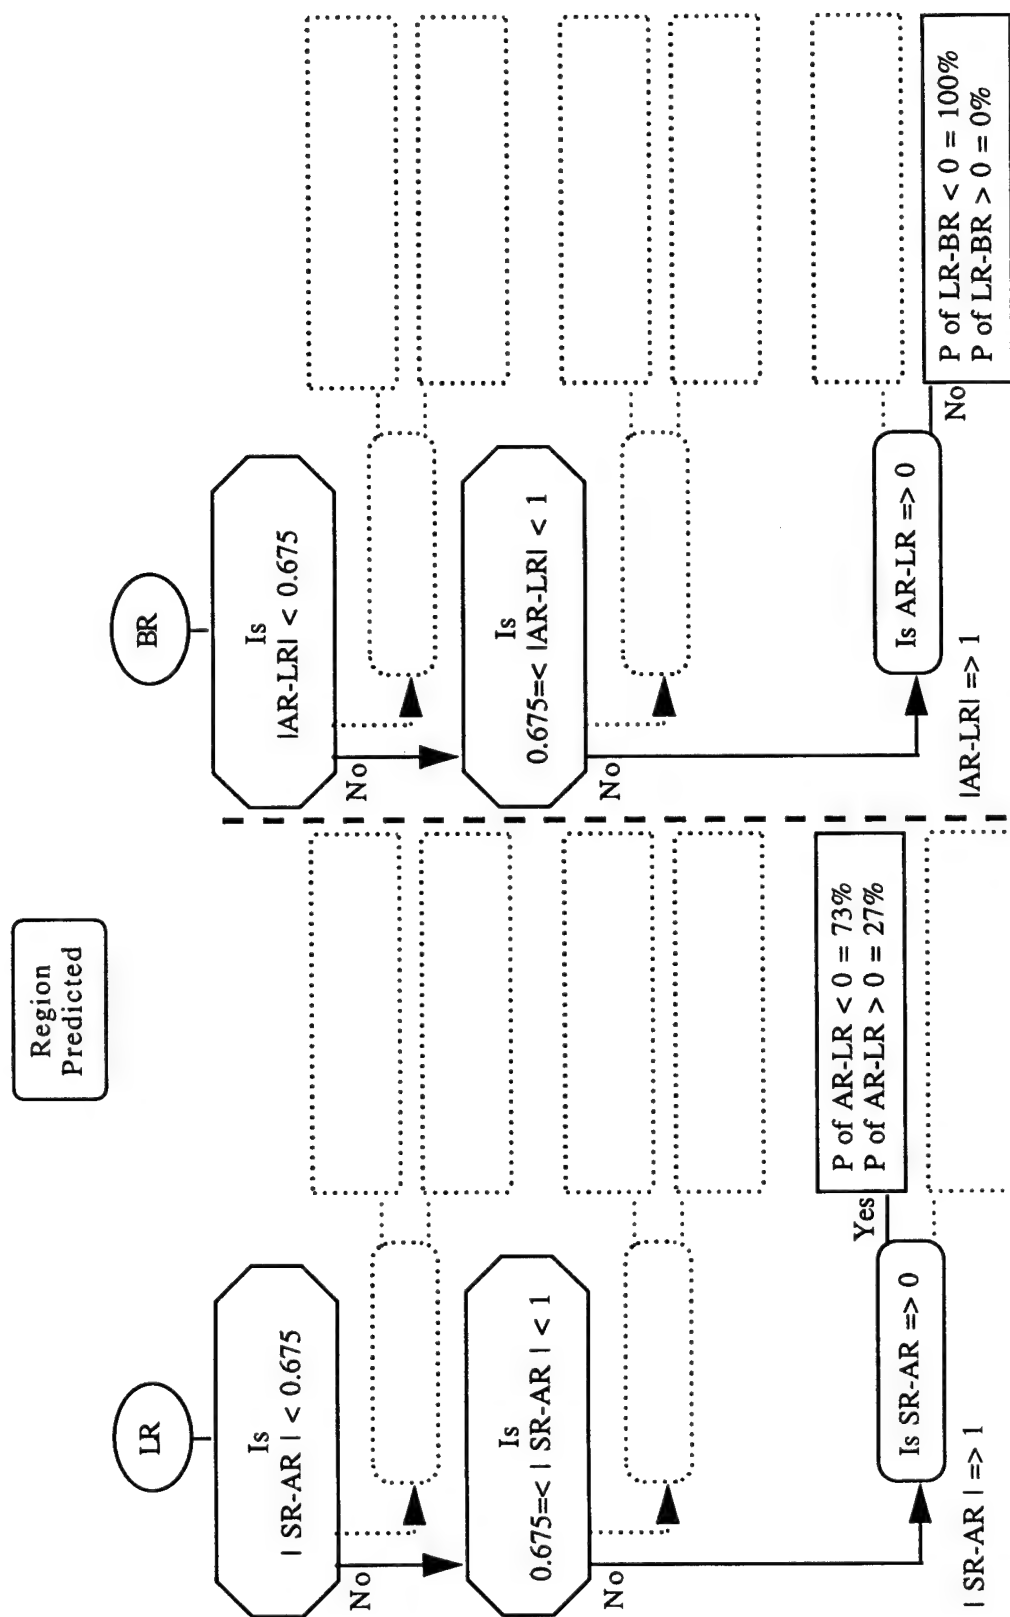 Region
Predicted
LR
Is
| SR-AR | < 0.675
No
0.675=< | SR-AR | < 1
Is
No
| SR-AR | => 1
Is SR-AR => 0
Yes
P of AR-LR < 0 = 73%
P of AR-LR > 0 = 27%
BR
Is
|AR-LR| < 0.675
No
Is
0.675=< |AR-LR| < 1
No
|AR-LR| => 1
Is AR-LR => 0
No
P of LR-BR < 0 = 100%
P of LR-BR > 0 = 0%